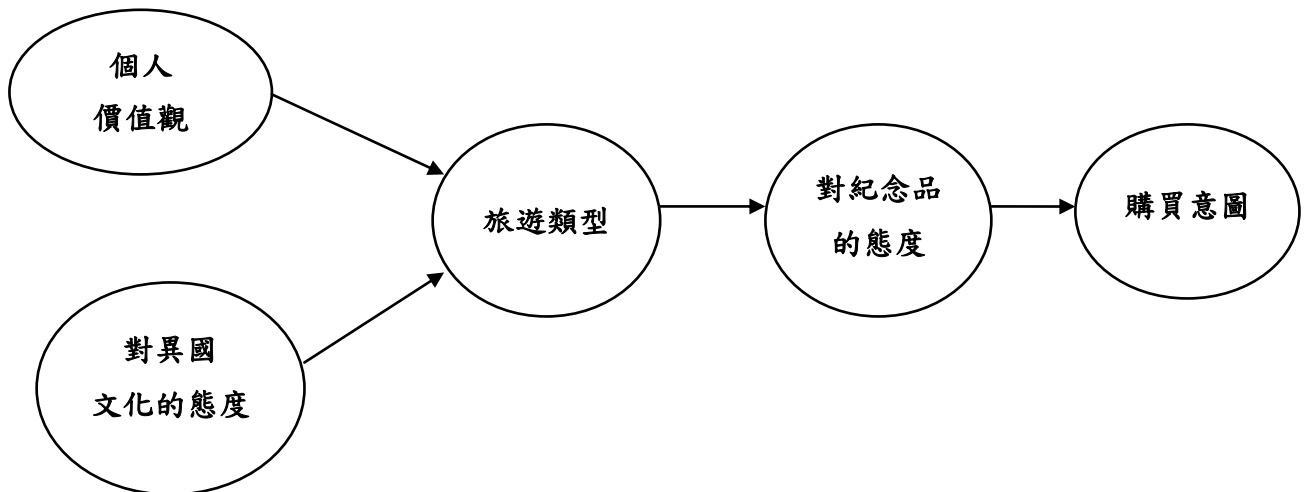 個人
價值觀
對異國
文化的態度
旅遊類型
對紀念品
的態度
購買意圖